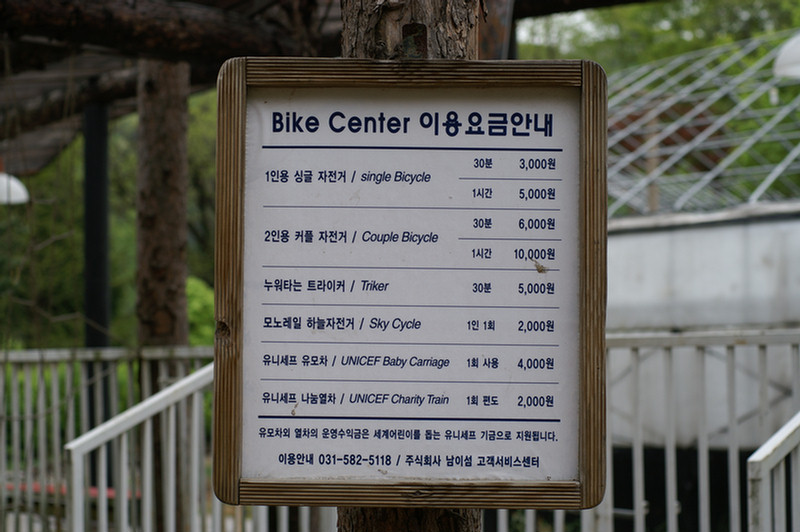 Bike Center 이용요금안내
1인용 싱글 자전거 / single Bicycle 30분 3,000원
1시간 5,000원
2인용 커플 자전거 / Couple Bicycle 30분 6,000원
1시간 10,000원
누워타는 트라이커 / Triker 30분 5,000원
모노레일 하늘자전거 / Sky Cycle 1인 1회 2,000원
유니세프 유모차 / UNICEF Baby Carriage 1회 사용 4,000원
유니세프 나눔열차 / UNICEF Charity Train 1회 편도 2,000원
유모차외 열차의 운영수익금은 세계어린이를 돕는 유니세프 기금으로 지원됩니다.
이용안내 031-582-5118 / 주식회사 남이섬 고객서비스센터